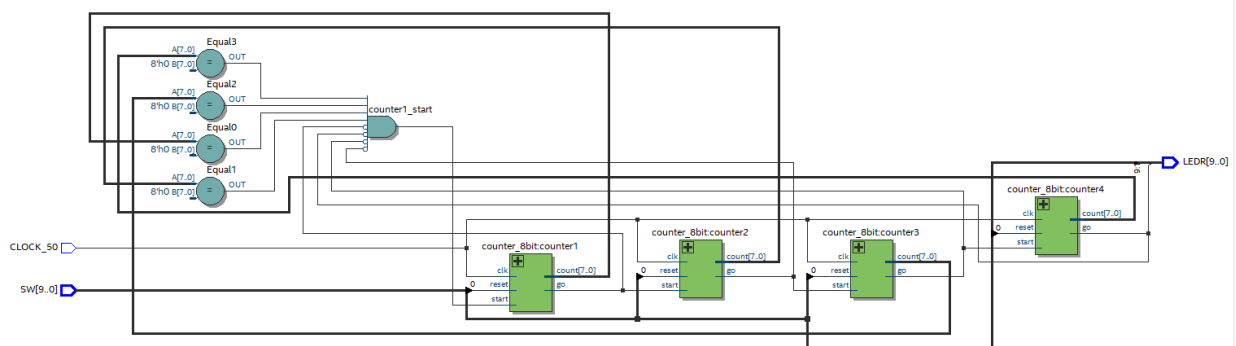 Equal3
A[7..0]
8'h0 B[7..0]
OUT
Equal2
A[7..0]
8'h0 B[7..0]
OUT
Equal0
A[7..0]
8'h0 B[7..0]
OUT
Equal1
A[7..0]
8'h0 B[7..0]
OUT
counter1_start
CLOCK_50
SW[9..0]
counter_8bit:counter1
clk
0
reset
start
count[7..0]
go
counter_8bit:counter2
clk
0
reset
start
count[7..0]
go
counter_8bit:counter3
clk
0
reset
start
count[7..0]
go
counter_8bit:counter4
clk
0
reset
start
count[7..0]
go
LEDR[9..0]